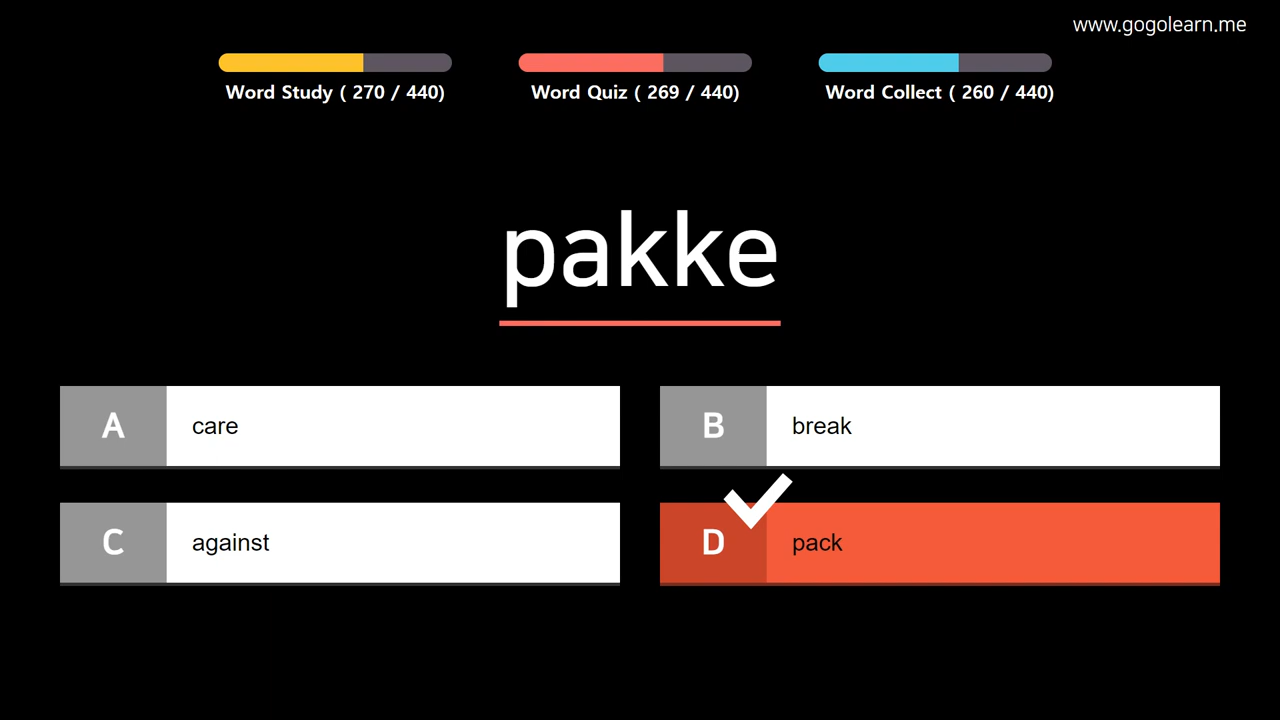 www.gogolearn.me
Word Study ( 270 / 440)
Word Quiz ( 269 / 440)
Word Collect ( 260 / 440)
pakke
A care
B break
C against
D pack